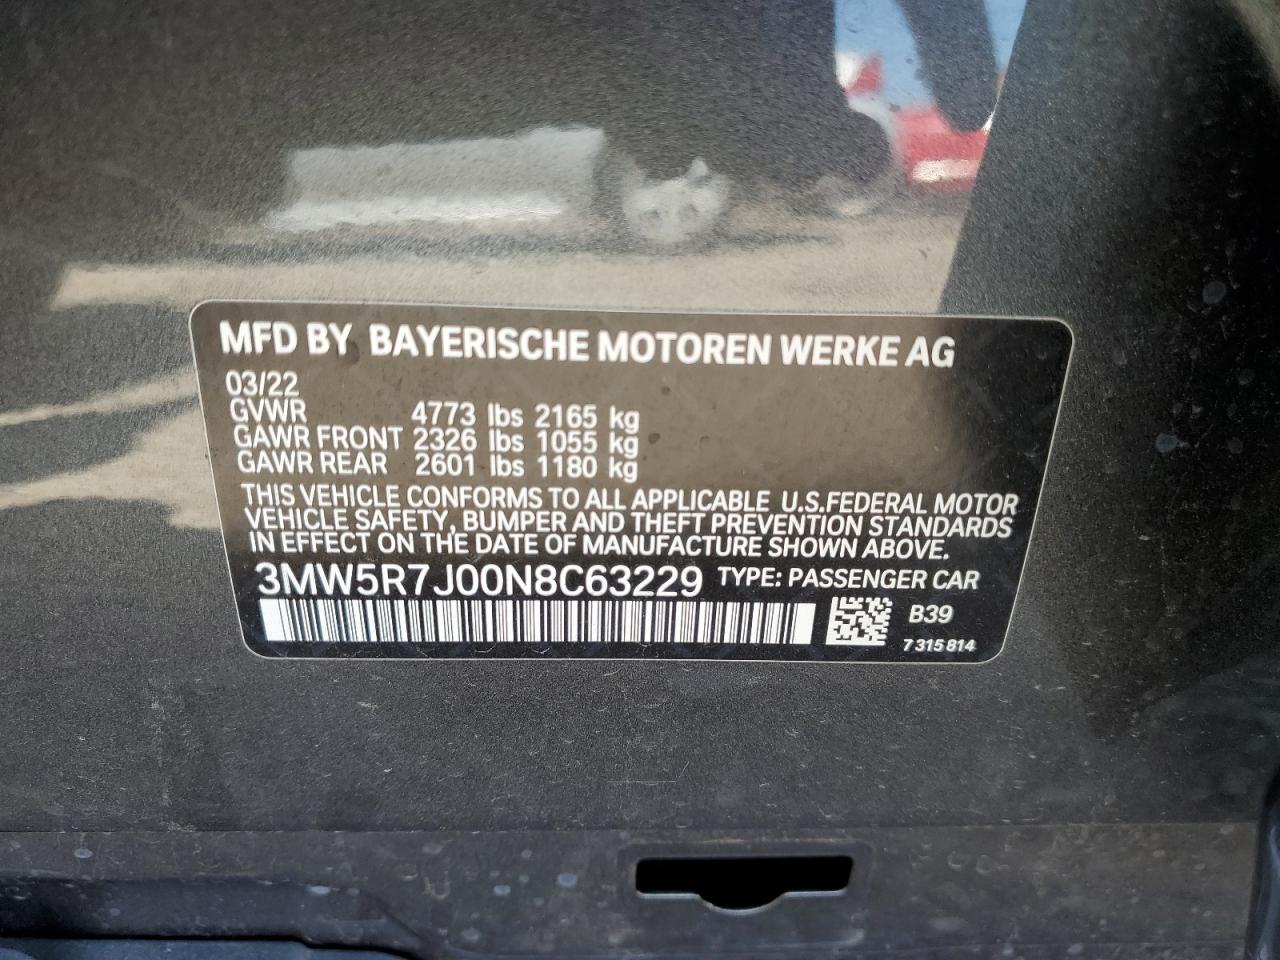 MFD BY BAYERISCHE MOTOREN WERKE AG
03/22
GVWR 4773 lbs 2165 kg
GAWR FRONT 2326 lbs 1055 kg
GAWR REAR 2601 lbs 1180 kg
THIS VEHICLE CONFORMS TO ALL APPLICABLE U.S.FEDERAL MOTOR
VEHICLE SAFETY, BUMPER AND THEFT PREVENTION STANDARDS
IN EFFECT ON THE DATE OF MANUFACTURE SHOWN ABOVE.
3MW5R7J00N8C63229 TYPE: PASSENGER CAR
B39
7 315 814